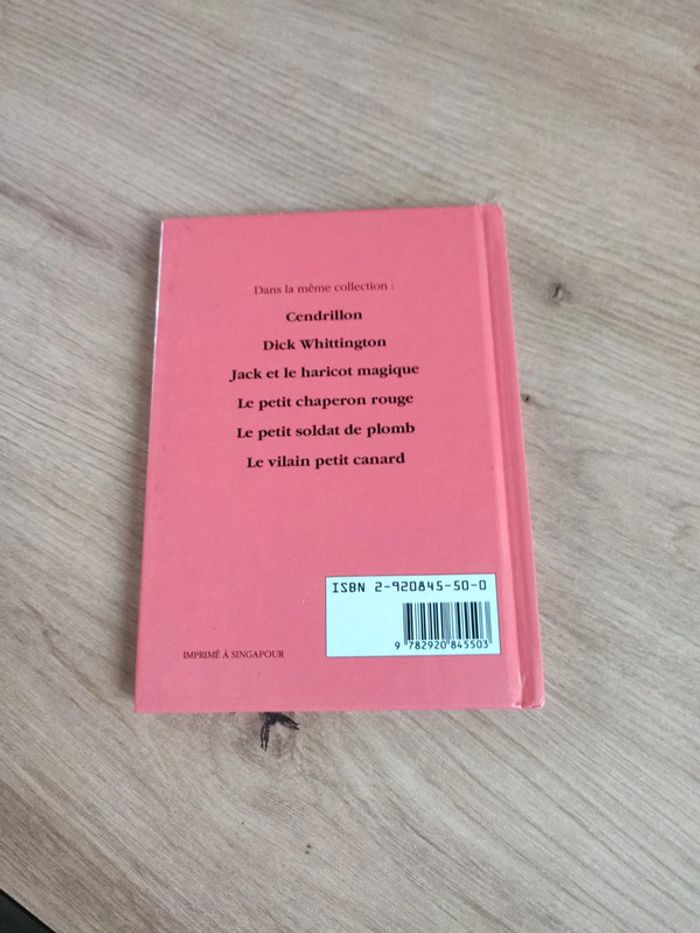 Dans la même collection :
Cendrillon
Dick Whittington
Jack et le haricot magique
Le petit chaperon rouge
Le petit soldat de plomb
Le vilain petit canard
ISBN 2-920845-50-0
9 782920 845503
IMPRIMÉ À SINGAPOUR